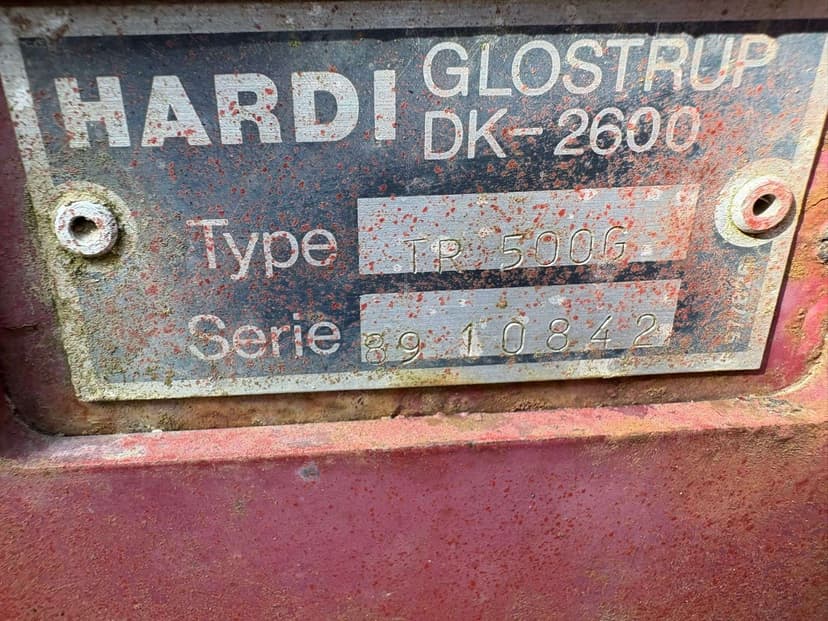 HARDI
GLOSTRUP
DK-2600
Type TR 500G
Serie 89 10842